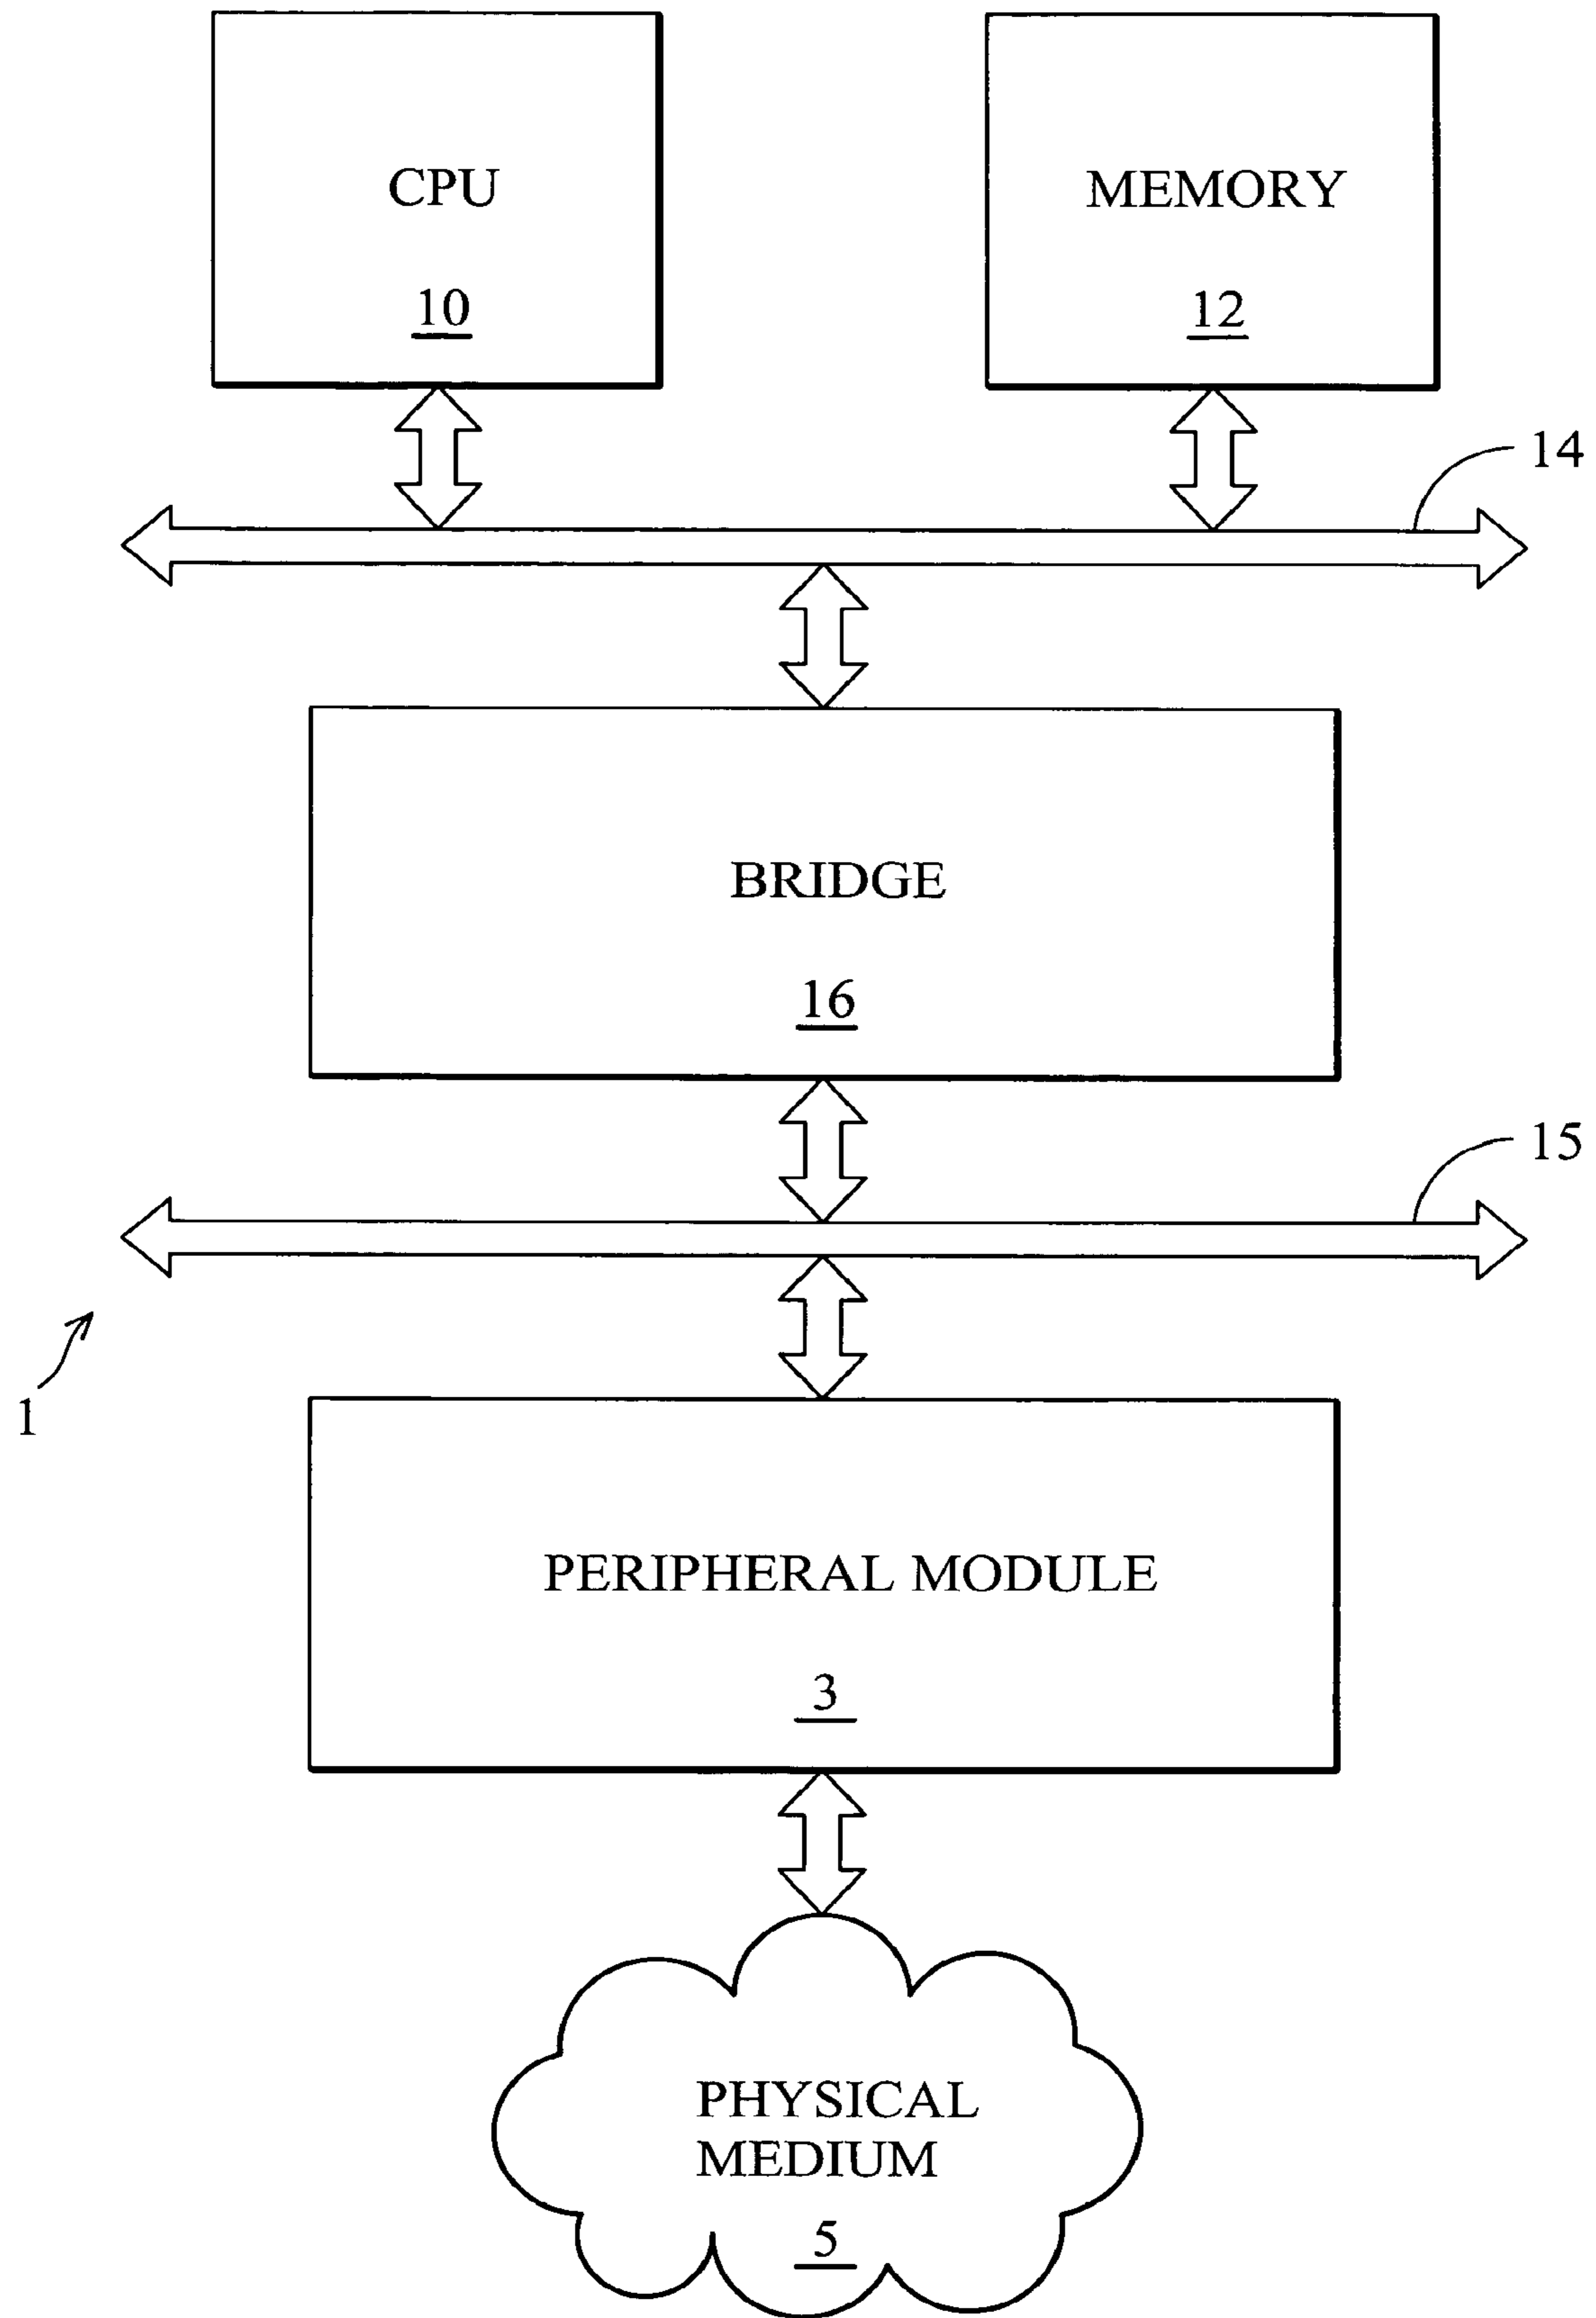 CPU
10
MEMORY
12
14
BRIDGE
16
15
1
PERIPHERAL MODULE
3
PHYSICAL
MEDIUM
5